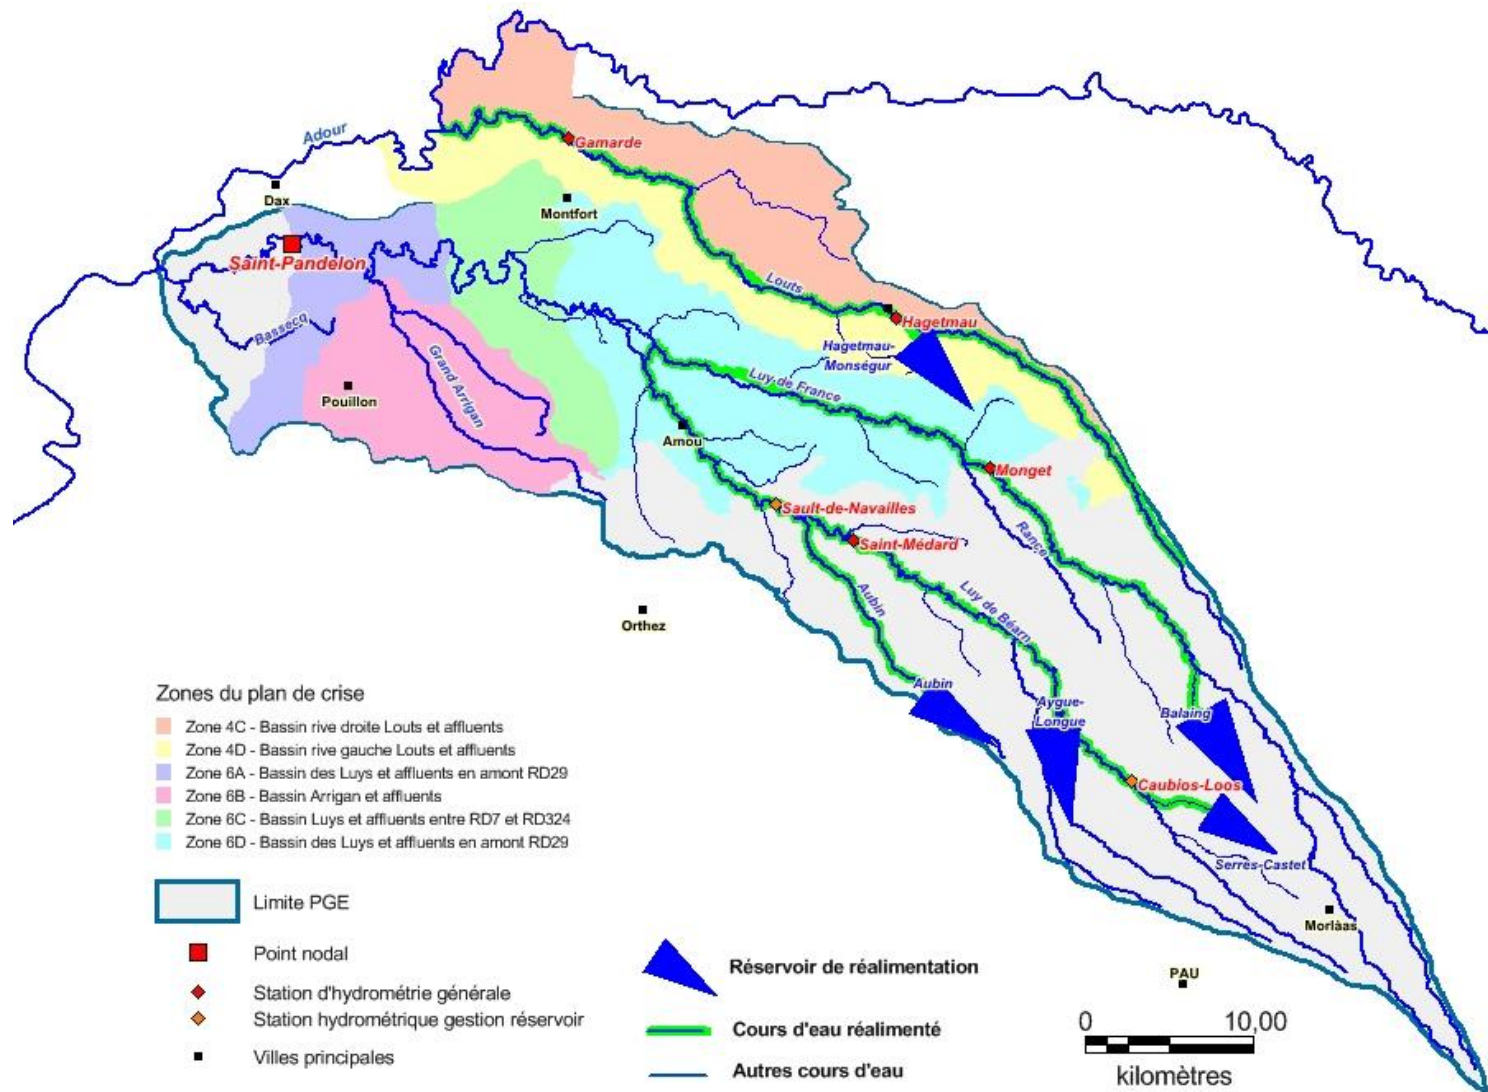 Adour
Gamarde
Dax
Montfort
Saint-Pandelon
Louts
Bassecq
Hagetmau
Hagetmau-
Monségur
Grand Arrigan
Luy de France
Pouillon
Amou
Monget
Sault-de-Navailles
Rance
Saint-Médard
Aubin
Luy de Béarn
Orthez
Aubin
Aygue-
Longue
Balaing
Caubios-Loos
Serres-Castet
Morlàas
PAU
Zones du plan de crise
Zone 4C - Bassin rive droite Louts et affluents
Zone 4D - Bassin rive gauche Louts et affluents
Zone 6A - Bassin des Luys et affluents en amont RD29
Zone 6B - Bassin Arrigan et affluents
Zone 6C - Bassin Luys et affluents entre RD7 et RD324
Zone 6D - Bassin des Luys et affluents en amont RD29
Limite PGE
Point nodal
Station d'hydrométrie générale
Station hydrométrique gestion réservoir
Villes principales
Réservoir de réalimentation
Cours d'eau réalimenté
Autres cours d'eau
0 10,00
kilomètres